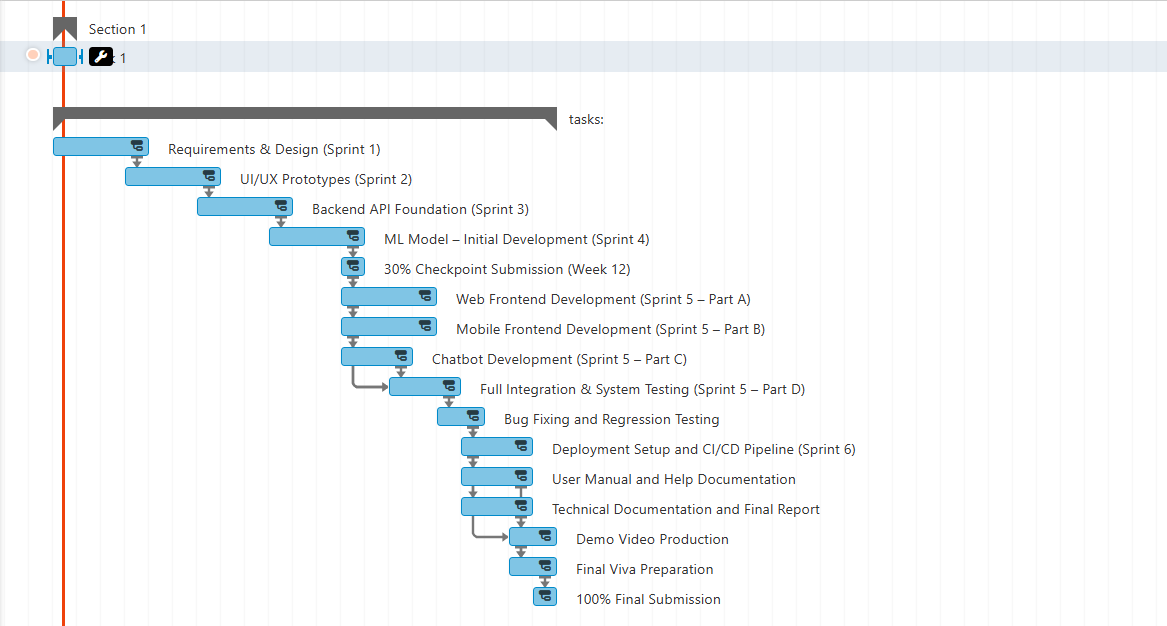 Section 1
1
tasks:
Requirements & Design (Sprint 1)
UI/UX Prototypes (Sprint 2)
Backend API Foundation (Sprint 3)
ML Model – Initial Development (Sprint 4)
30% Checkpoint Submission (Week 12)
Web Frontend Development (Sprint 5 – Part A)
Mobile Frontend Development (Sprint 5 – Part B)
Chatbot Development (Sprint 5 – Part C)
Full Integration & System Testing (Sprint 5 – Part D)
Bug Fixing and Regression Testing
Deployment Setup and CI/CD Pipeline (Sprint 6)
User Manual and Help Documentation
Technical Documentation and Final Report
Demo Video Production
Final Viva Preparation
100% Final Submission